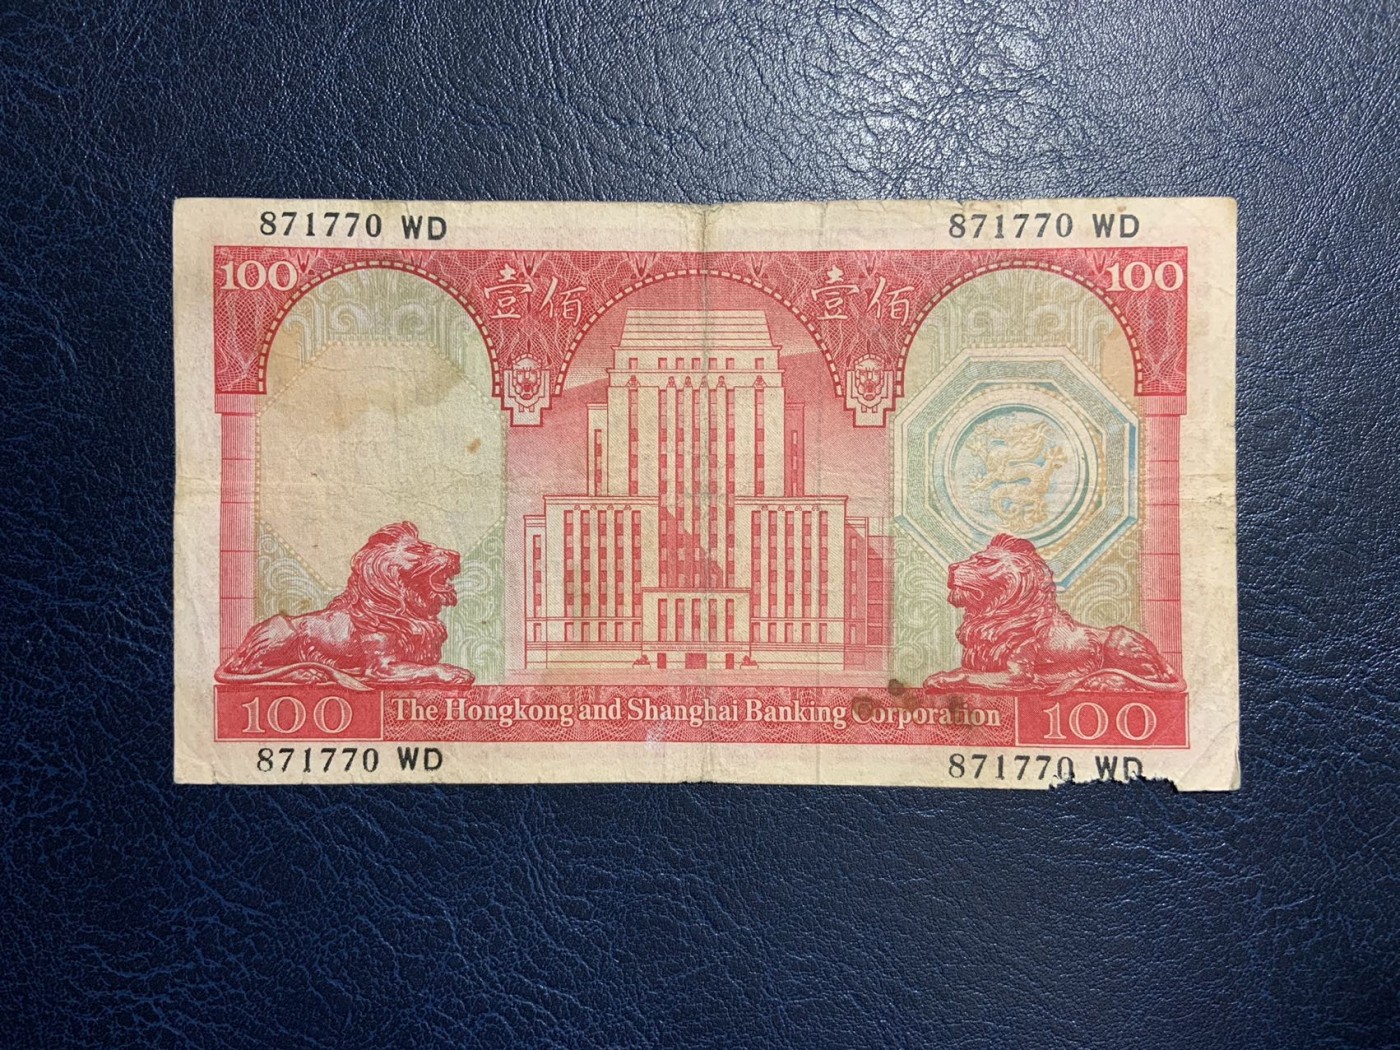 871770 WD 871770 WD
100 壹佰 壹佰 100
100 The Hongkong and Shanghai Banking Corporation 100
871770 WD 871770 WD